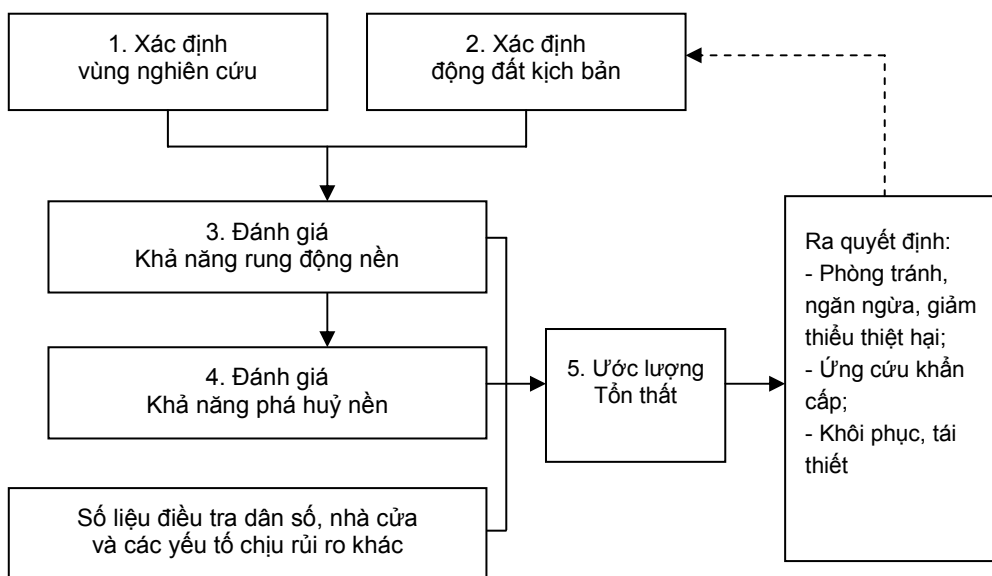 1. Xác định
vùng nghiên cứu
2. Xác định
động đất kịch bản
3. Đánh giá
Khả năng rung động nền
4. Đánh giá
Khả năng phá huỷ nền
Số liệu điều tra dân số, nhà cửa
và các yếu tố chịu rủi ro khác
5. Ước lượng
Tổn thất
Ra quyết định:
- Phòng tránh,
ngăn ngừa, giảm
thiểu thiệt hại;
- Ứng cứu khẩn
cấp;
- Khôi phục, tái
thiết